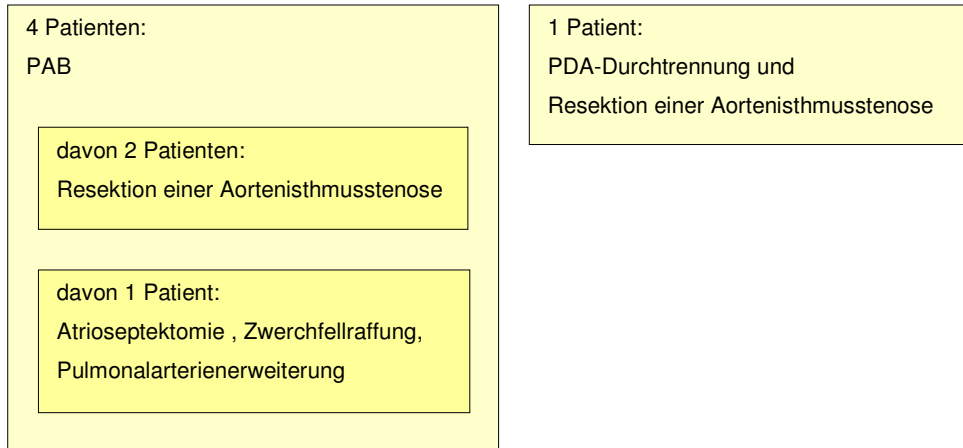 4 Patienten:
PAB
davon 2 Patienten:
Resektion einer Aortenisthmusstenose
davon 1 Patient:
Atrioseptektomie , Zwerchfellraffung,
Pulmonalarterienerweiterung
1 Patient:
PDA-Durchtrennung und
Resektion einer Aortenisthmusstenose